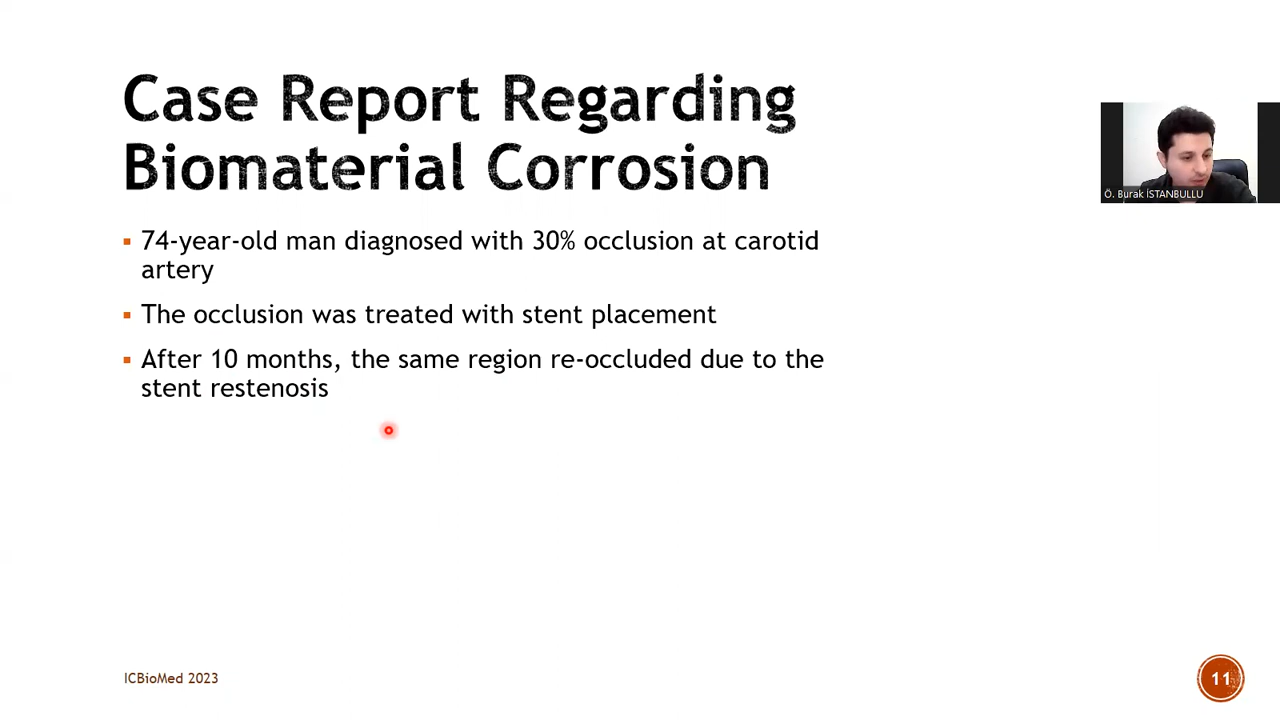 Case Report Regarding
Biomaterial Corrosion
Ö. Burak İSTANBULLU
▪ 74-year-old man diagnosed with 30% occlusion at carotid
artery
▪ The occlusion was treated with stent placement
▪ After 10 months, the same region re-occluded due to the
stent restenosis
ICBioMed 2023
11